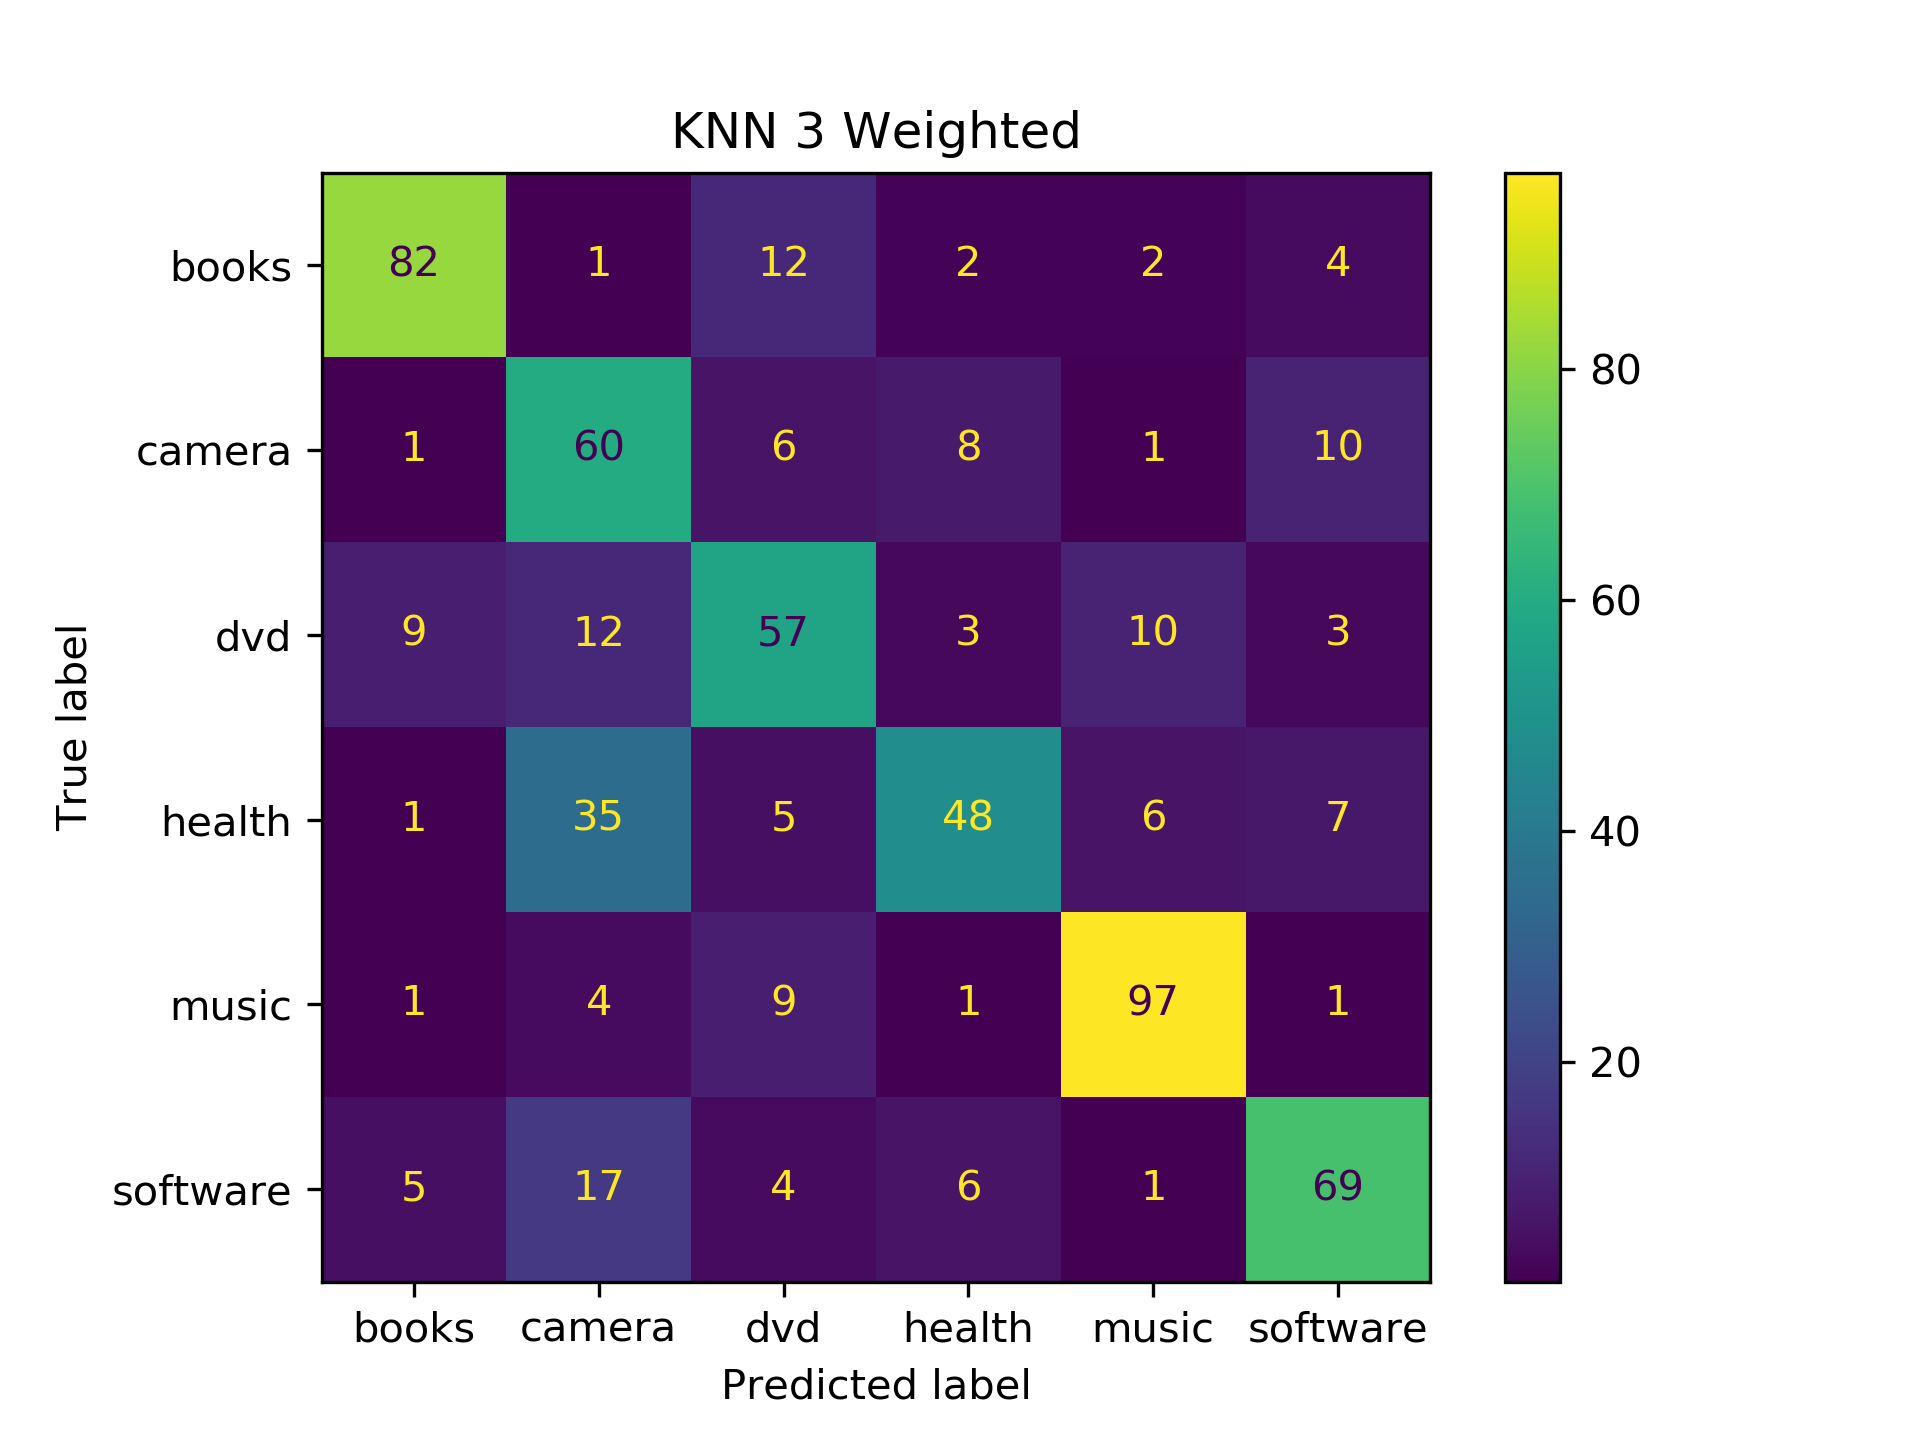 KNN 3 Weighted
books 82 1 12 2 2 4
camera 1 60 6 8 1 10
dvd 9 12 57 3 10 3
health 1 35 5 48 6 7
music 1 4 9 1 97 1
software 5 17 4 6 1 69
books camera dvd health music software
Predicted label
True label
80
60
40
20